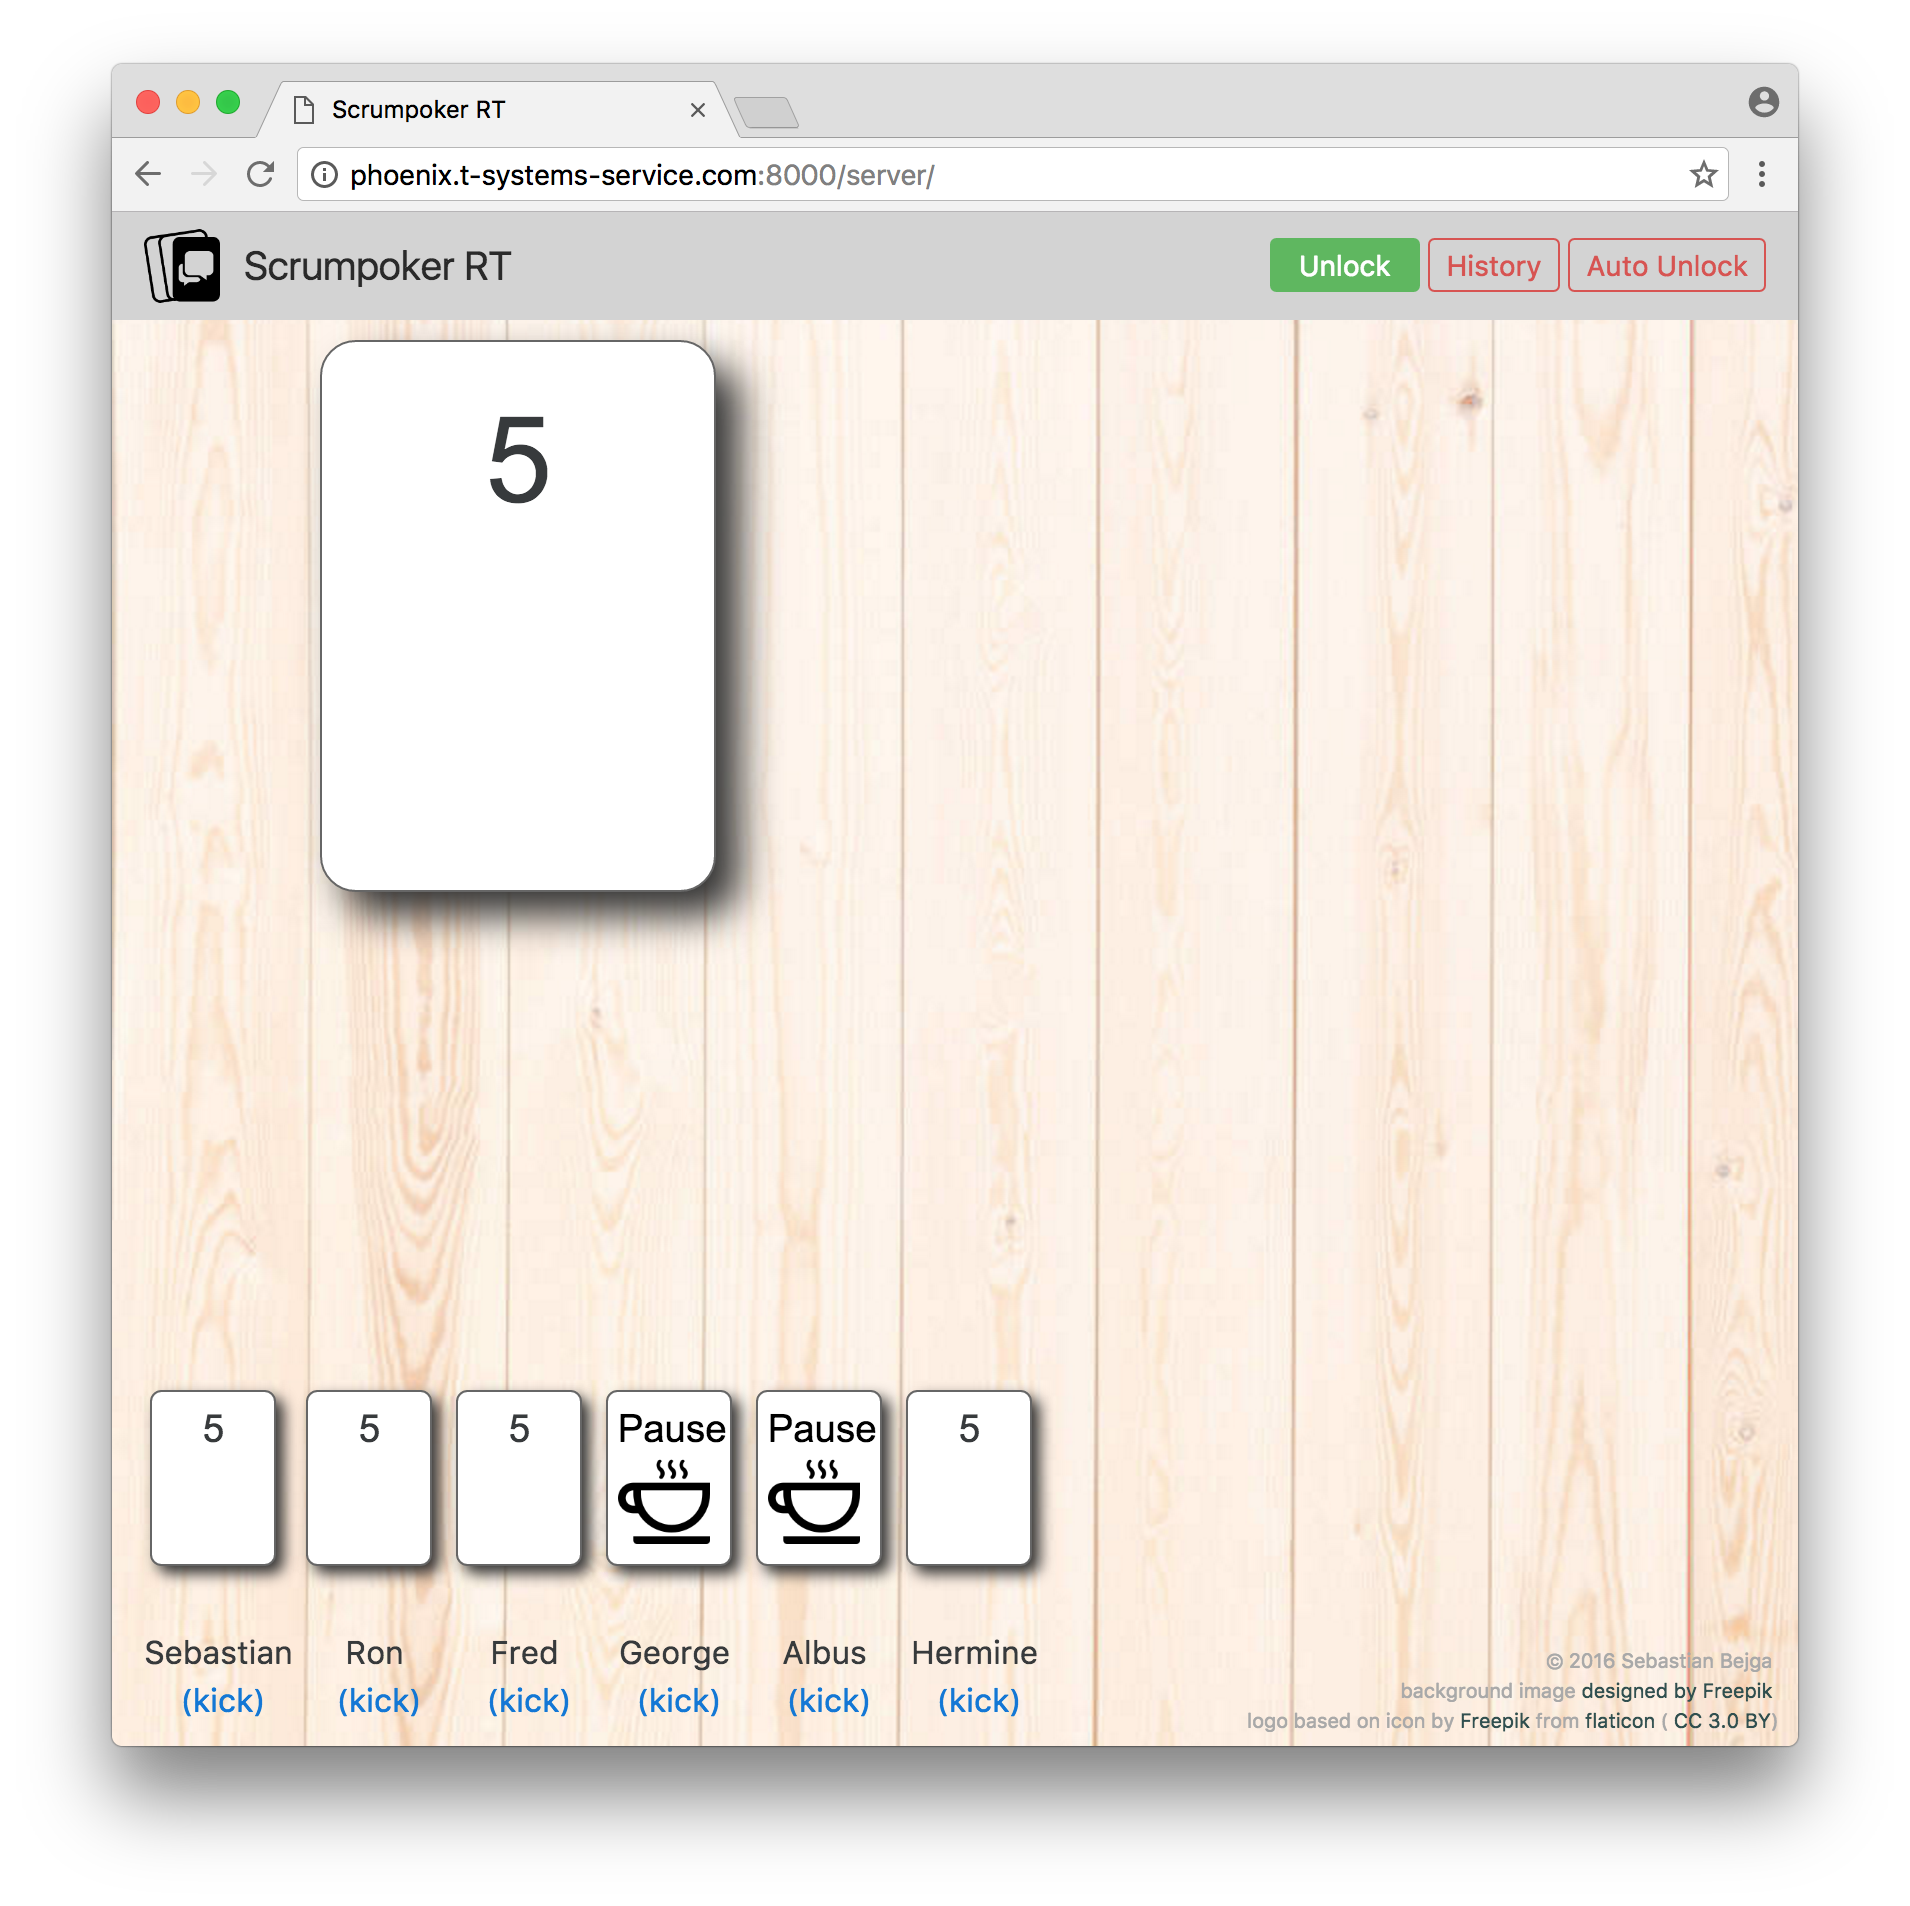 Scrumpoker RT
phoenix.t-systems-service.com:8000/server/
Scrumpoker RT
Unlock
History
Auto Unlock
5
5
5
5
Pause
Pause
5
Sebastian
Ron
Fred
George
Albus
Hermine
(kick)
(kick)
(kick)
(kick)
(kick)
(kick)
© 2016 Sebastian Bejga
background image designed by Freepik
logo based on icon by Freepik from flaticon ( CC 3.0 BY)